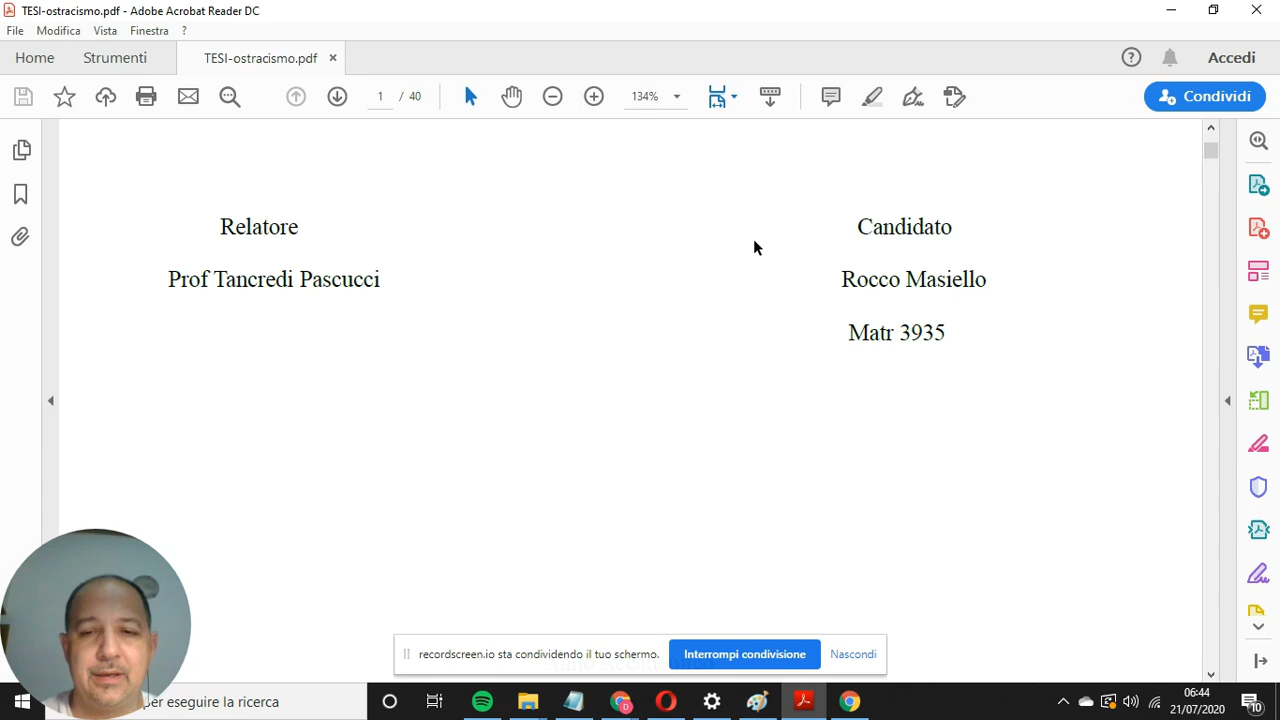 TESI-ostracismo.pdf - Adobe Acrobat Reader DC
File Modifica Vista Finestra ?
Home Strumenti TESI-ostracismo.pdf × Accedi
1 / 40 134% Condividi
Relatore Candidato
Prof Tancredi Pascucci Rocco Masiello
Matr 3935
recordscreen.io sta condividendo il tuo schermo. Interrompi condivisione Nascondi
per eseguire la ricerca
06:44
21/07/2020
10